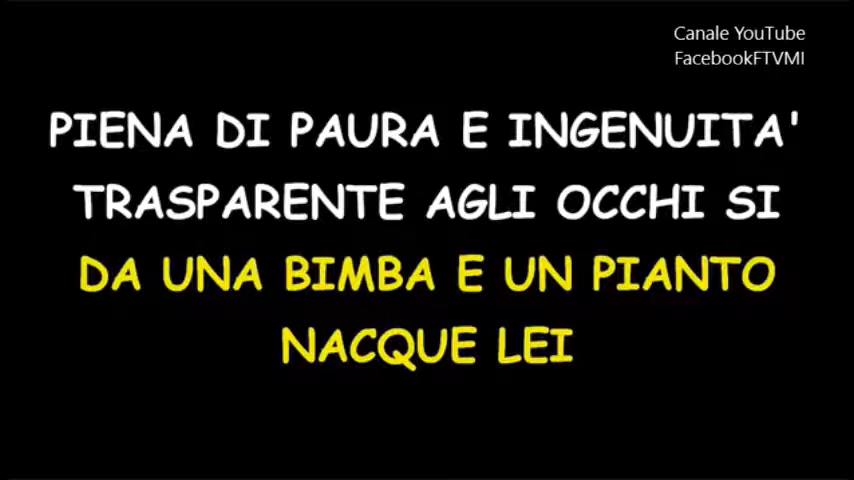 Canale YouTube
FacebookFTVMI
PIENA DI PAURA E INGENUITA'
TRASPARENTE AGLI OCCHI SI
DA UNA BIMBA E UN PIANTO
NACQUE LEI